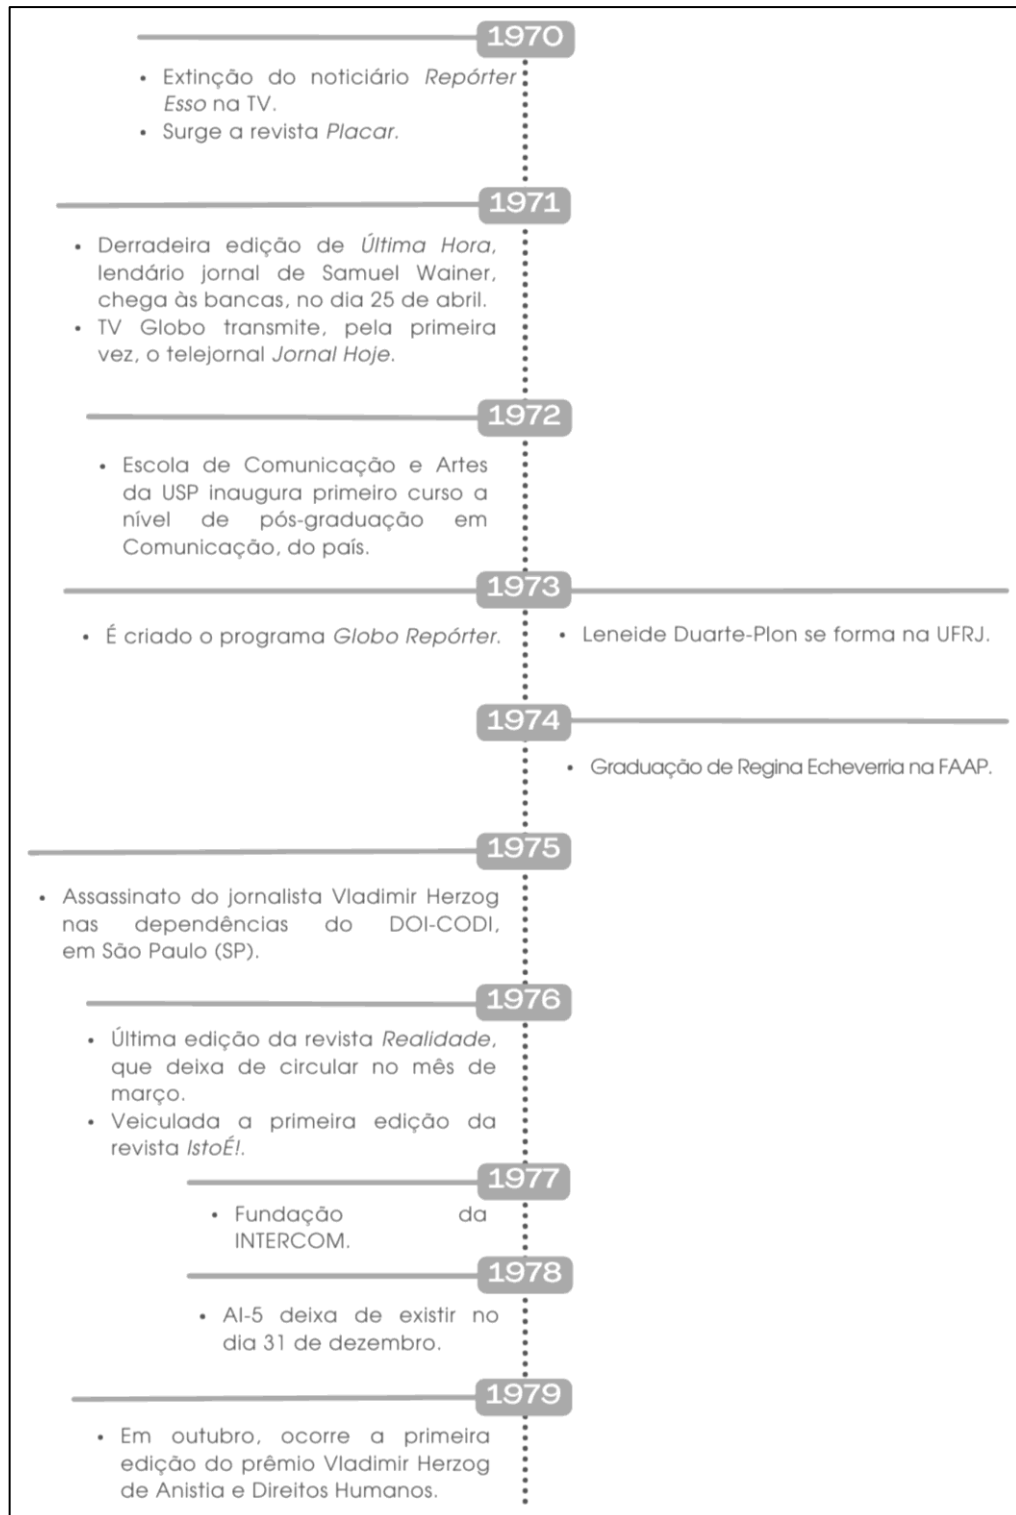 1970
• Extinção do noticiário Repórter
Esso na TV.
• Surge a revista Placar.
1971
• Derradeira edição de Última Hora,
lendário jornal de Samuel Wainer,
chega às bancas, no dia 25 de abril.
• TV Globo transmite, pela primeira
vez, o telejornal Jornal Hoje.
1972
• Escola de Comunicação e Artes
da USP inaugura primeiro curso a
nível de pós-graduação em
Comunicação, do país.
1973
• É criado o programa Globo Repórter.
• Leneide Duarte-Plon se forma na UFRJ.
1974
• Graduação de Regina Echeverria na FAAP.
1975
• Assassinato do jornalista Vladimir Herzog
nas dependências do DOI-CODI,
em São Paulo (SP).
1976
• Última edição da revista Realidade,
que deixa de circular no mês de
março.
• Veiculada a primeira edição da
revista IstoÉ!.
1977
• Fundação da
INTERCOM.
1978
• AI-5 deixa de existir no
dia 31 de dezembro.
1979
• Em outubro, ocorre a primeira
edição do prêmio Vladimir Herzog
de Anistia e Direitos Humanos.